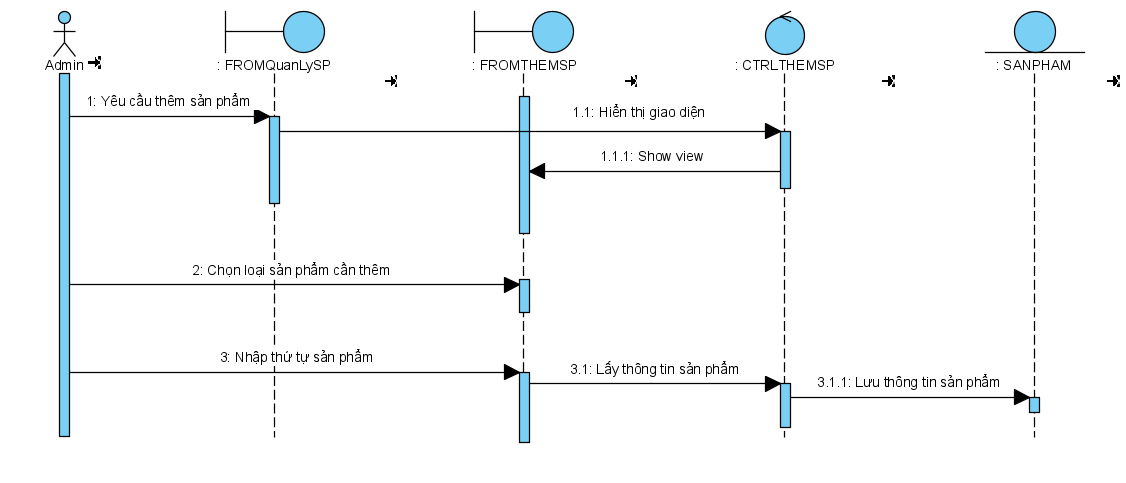 Admin
: FROMQuanLySP
: FROMTHEMSP
: CTRLTHEMSP
: SANPHAM
1: Yêu cầu thêm sản phẩm
1.1: Hiển thị giao diện
1.1.1: Show view
2: Chọn loại sản phẩm cần thêm
3: Nhập thứ tự sản phẩm
3.1: Lấy thông tin sản phẩm
3.1.1: Lưu thông tin sản phẩm